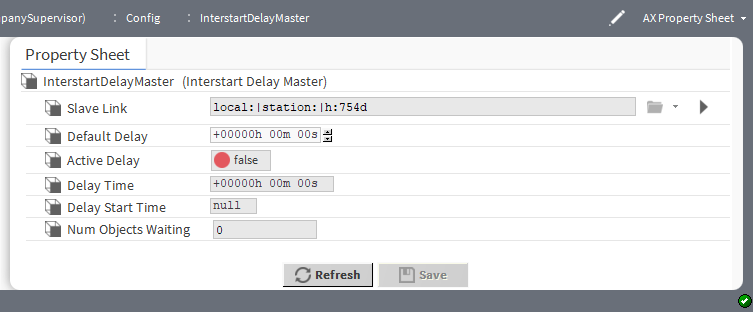 panySupervisor) : Config : InterstartDelayMaster AX Property Sheet
Property Sheet
InterstartDelayMaster (Interstart Delay Master)
Slave Link local:|station:|h:754d
Default Delay +00000h 00m 00s
Active Delay false
Delay Time +00000h 00m 00s
Delay Start Time null
Num Objects Waiting 0
Refresh Save